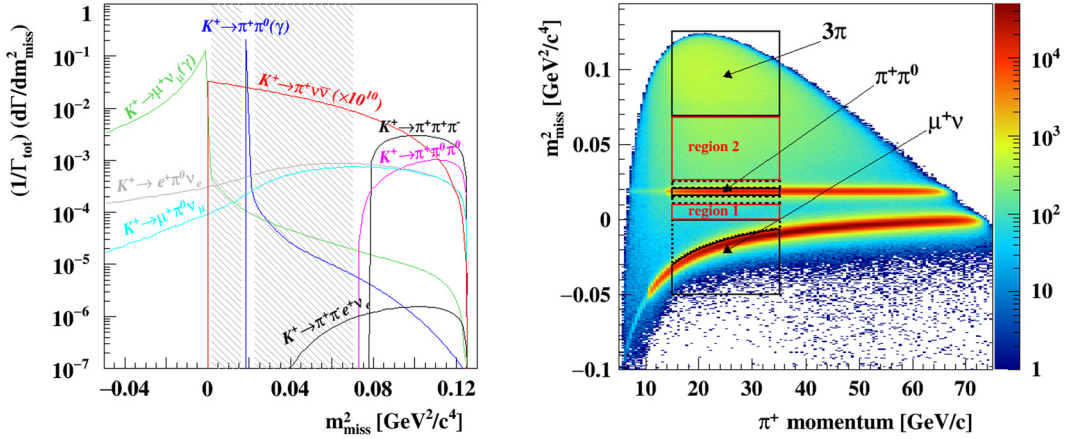 (1/Γtot) (dΓ/dm²miss)
1
10⁻¹
10⁻²
10⁻³
10⁻⁴
10⁻⁵
10⁻⁶
10⁻⁷
K⁺→π⁺π⁰(γ)
K⁺→μ⁺νμ(γ)
K⁺→π⁺νν̄(×10¹⁰)
K⁺→π⁺π⁺π⁻
K⁺→π⁺π⁰π⁰
K⁺→ e⁺π⁰νe
K⁺→μ⁺π⁰νμ
K⁺→π⁺π⁻e⁺νe
−0.04 0 0.04 0.08 0.12
m²miss [GeV²/c⁴]
m²miss [GeV²/c⁴]
0.1
0.05
0
−0.05
−0.1
3π
π⁺π⁰
μ⁺ν
region 2
region 1
10 20 30 40 50 60 70
π⁺ momentum [GeV/c]
10⁴
10³
10²
10
1